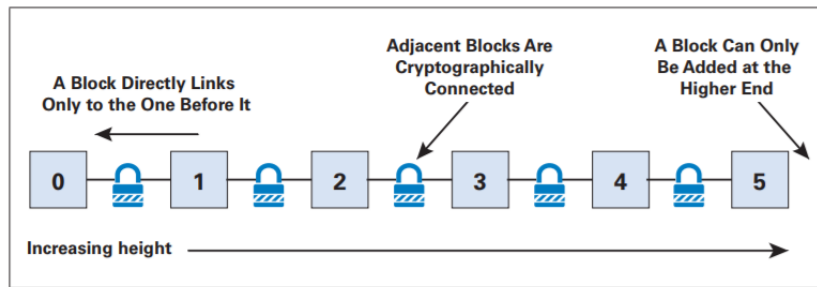 Adjacent Blocks Are
Cryptographically
Connected
A Block Can Only
Be Added at the
Higher End
A Block Directly Links
Only to the One Before It
0 1 2 3 4 5
Increasing height